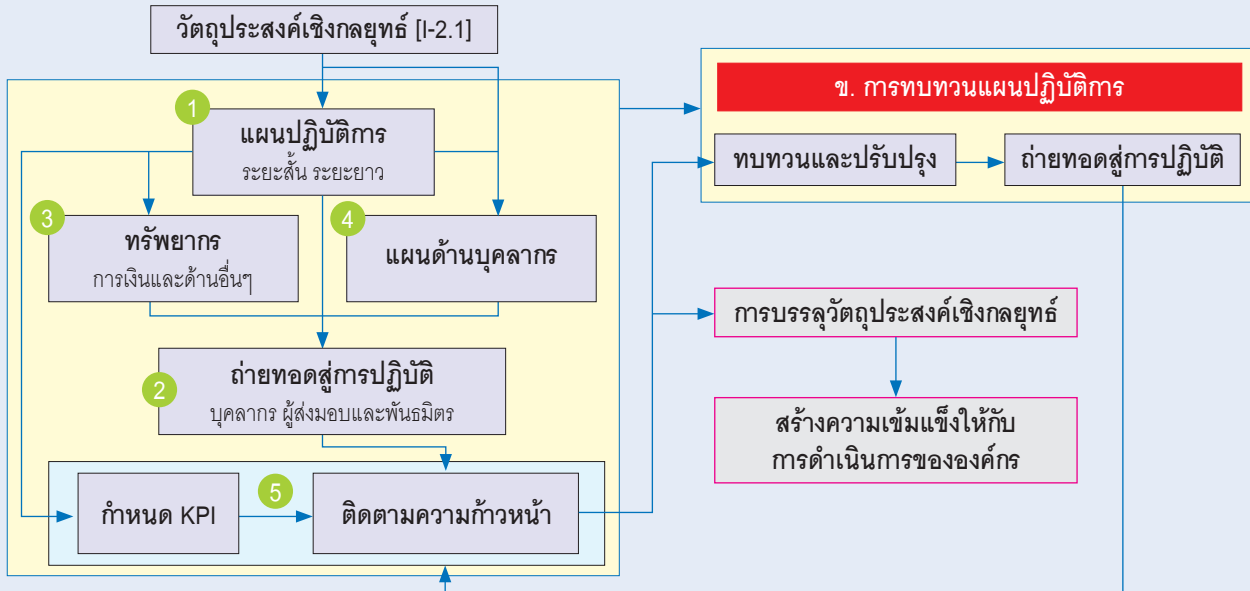 วัตถุประสงค์เชิงกลยุทธ์ [I-2.1]
1
แผนปฏิบัติการ
ระยะสั้น ระยะยาว
3
ทรัพยากร
การเงินและด้านอื่นๆ
4
แผนด้านบุคลากร
2
ถ่ายทอดสู่การปฏิบัติ
บุคลากร ผู้ส่งมอบและพันธมิตร
กำหนด KPI
5
ติดตามความก้าวหน้า
ข. การทบทวนแผนปฏิบัติการ
ทบทวนและปรับปรุง
ถ่ายทอดสู่การปฏิบัติ
การบรรลุวัตถุประสงค์เชิงกลยุทธ์
สร้างความเข้มแข็งให้กับ
การดำเนินการขององค์กร